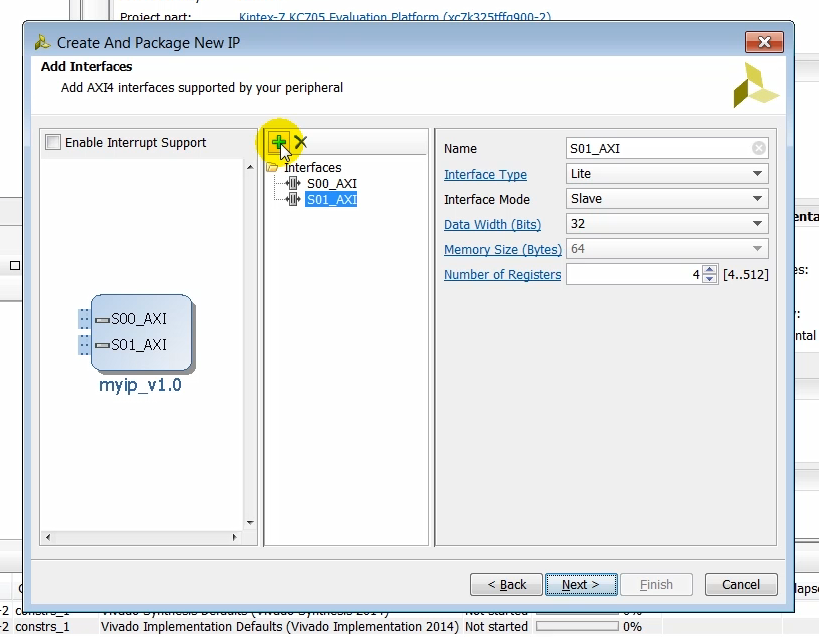 Project part: Kintex-7 KC705 Evaluation Platform (xc7k325tffg900-2)
Create And Package New IP
Add Interfaces
Add AXI4 interfaces supported by your peripheral
Enable Interrupt Support
Interfaces
S00_AXI
S01_AXI
S00_AXI
S01_AXI
myip_v1.0
Name S01_AXI
Interface Type Lite
Interface Mode Slave
Data Width (Bits) 32
Memory Size (Bytes) 64
Number of Registers 4 [4..512]
< Back Next > Finish Cancel
-2 constrs_1 Vivado Synthesis Defaults (Vivado Synthesis 2014) Not started 0%
-2 constrs_1 Vivado Implementation Defaults (Vivado Implementation 2014) Not started 0%